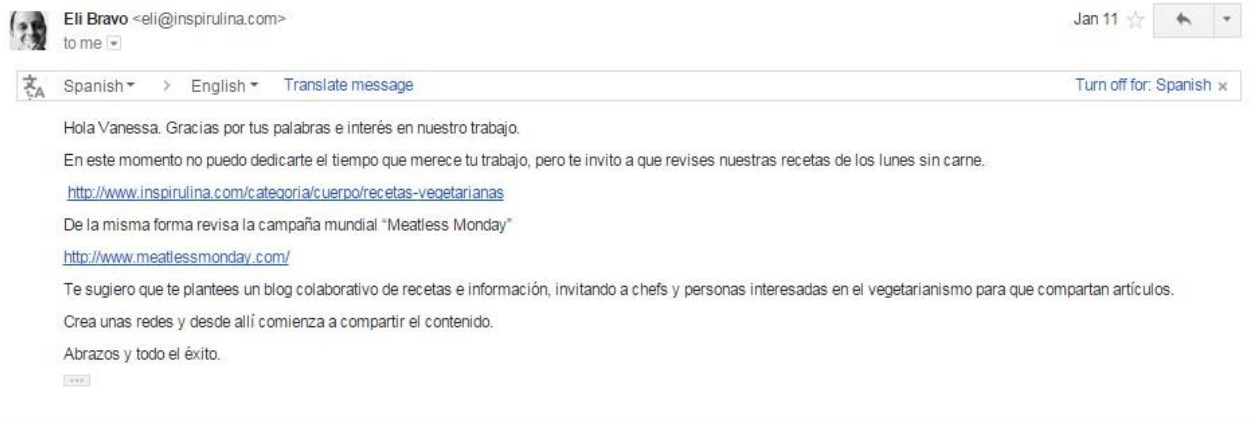 Eli Bravo <eli@inspirulina.com>
Jan 11
to me
Spanish > English Translate message
Turn off for: Spanish x
Hola Vanessa. Gracias por tus palabras e interés en nuestro trabajo.
En este momento no puedo dedicarte el tiempo que merece tu trabajo, pero te invito a que revises nuestras recetas de los lunes sin carne.
http://www.inspirulina.com/categoria/cuerpo/recetas-vegetarianas
De la misma forma revisa la campaña mundial “Meatless Monday”
http://www.meatlessmonday.com/
Te sugiero que te plantees un blog colaborativo de recetas e información, invitando a chefs y personas interesadas en el vegetarianismo para que compartan artículos.
Crea unas redes y desde allí comienza a compartir el contenido.
Abrazos y todo el éxito.